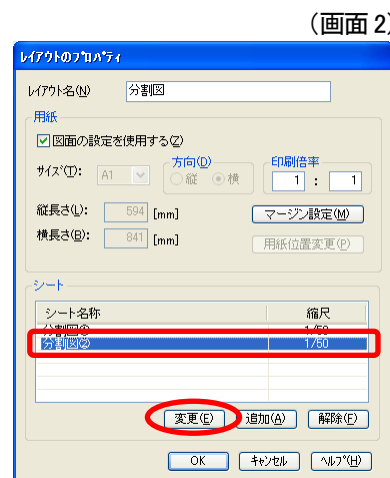 (画面 2)
レイアウトのプロパティ
レイアウト名(N) 分割図
用紙
図面の設定を使用する(Z)
サイズ(T): A1 方向(D) 縦 横 印刷倍率 1 : 1
縦長さ(L): 594 [mm] マージン設定(M)
横長さ(B): 841 [mm] 用紙位置変更(P)
シート
シート名称 縮尺
分割図① 1/50
分割図② 1/50
変更(E) 追加(A) 解除(F)
OK キャンセル ヘルプ(H)